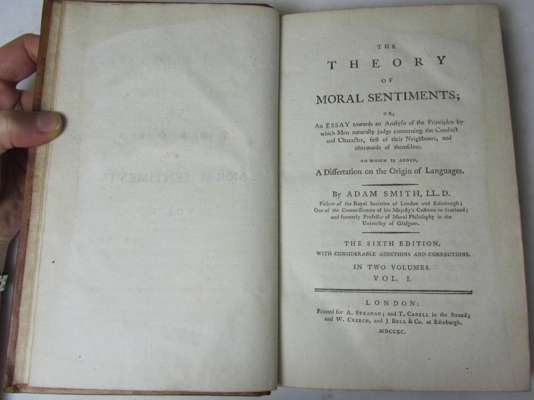 THE
THEORY
OF
MORAL SENTIMENTS;
OR,
An ESSAY towards an Analysis of the Principles by
which Men naturally judge concerning the Conduct
and Character, first of their Neighbours, and
afterwards of themselves.
TO WHICH IS ADDED,
A Dissertation on the Origin of Languages.
By ADAM SMITH, LL.D.
Fellow of the Royal Societies of London and Edinburgh;
One of the Commissioners of his Majesty's Customs in Scotland;
and formerly Professor of Moral Philosophy in the
University of Glasgow.
THE SIXTH EDITION,
WITH CONSIDERABLE ADDITIONS AND CORRECTIONS.
IN TWO VOLUMES.
VOL. I.
LONDON:
Printed for A. STRAHAN; and T. CADELL in the Strand;
and W. CREECH, and J. BELL & Co. at Edinburgh.
MDCCXC.